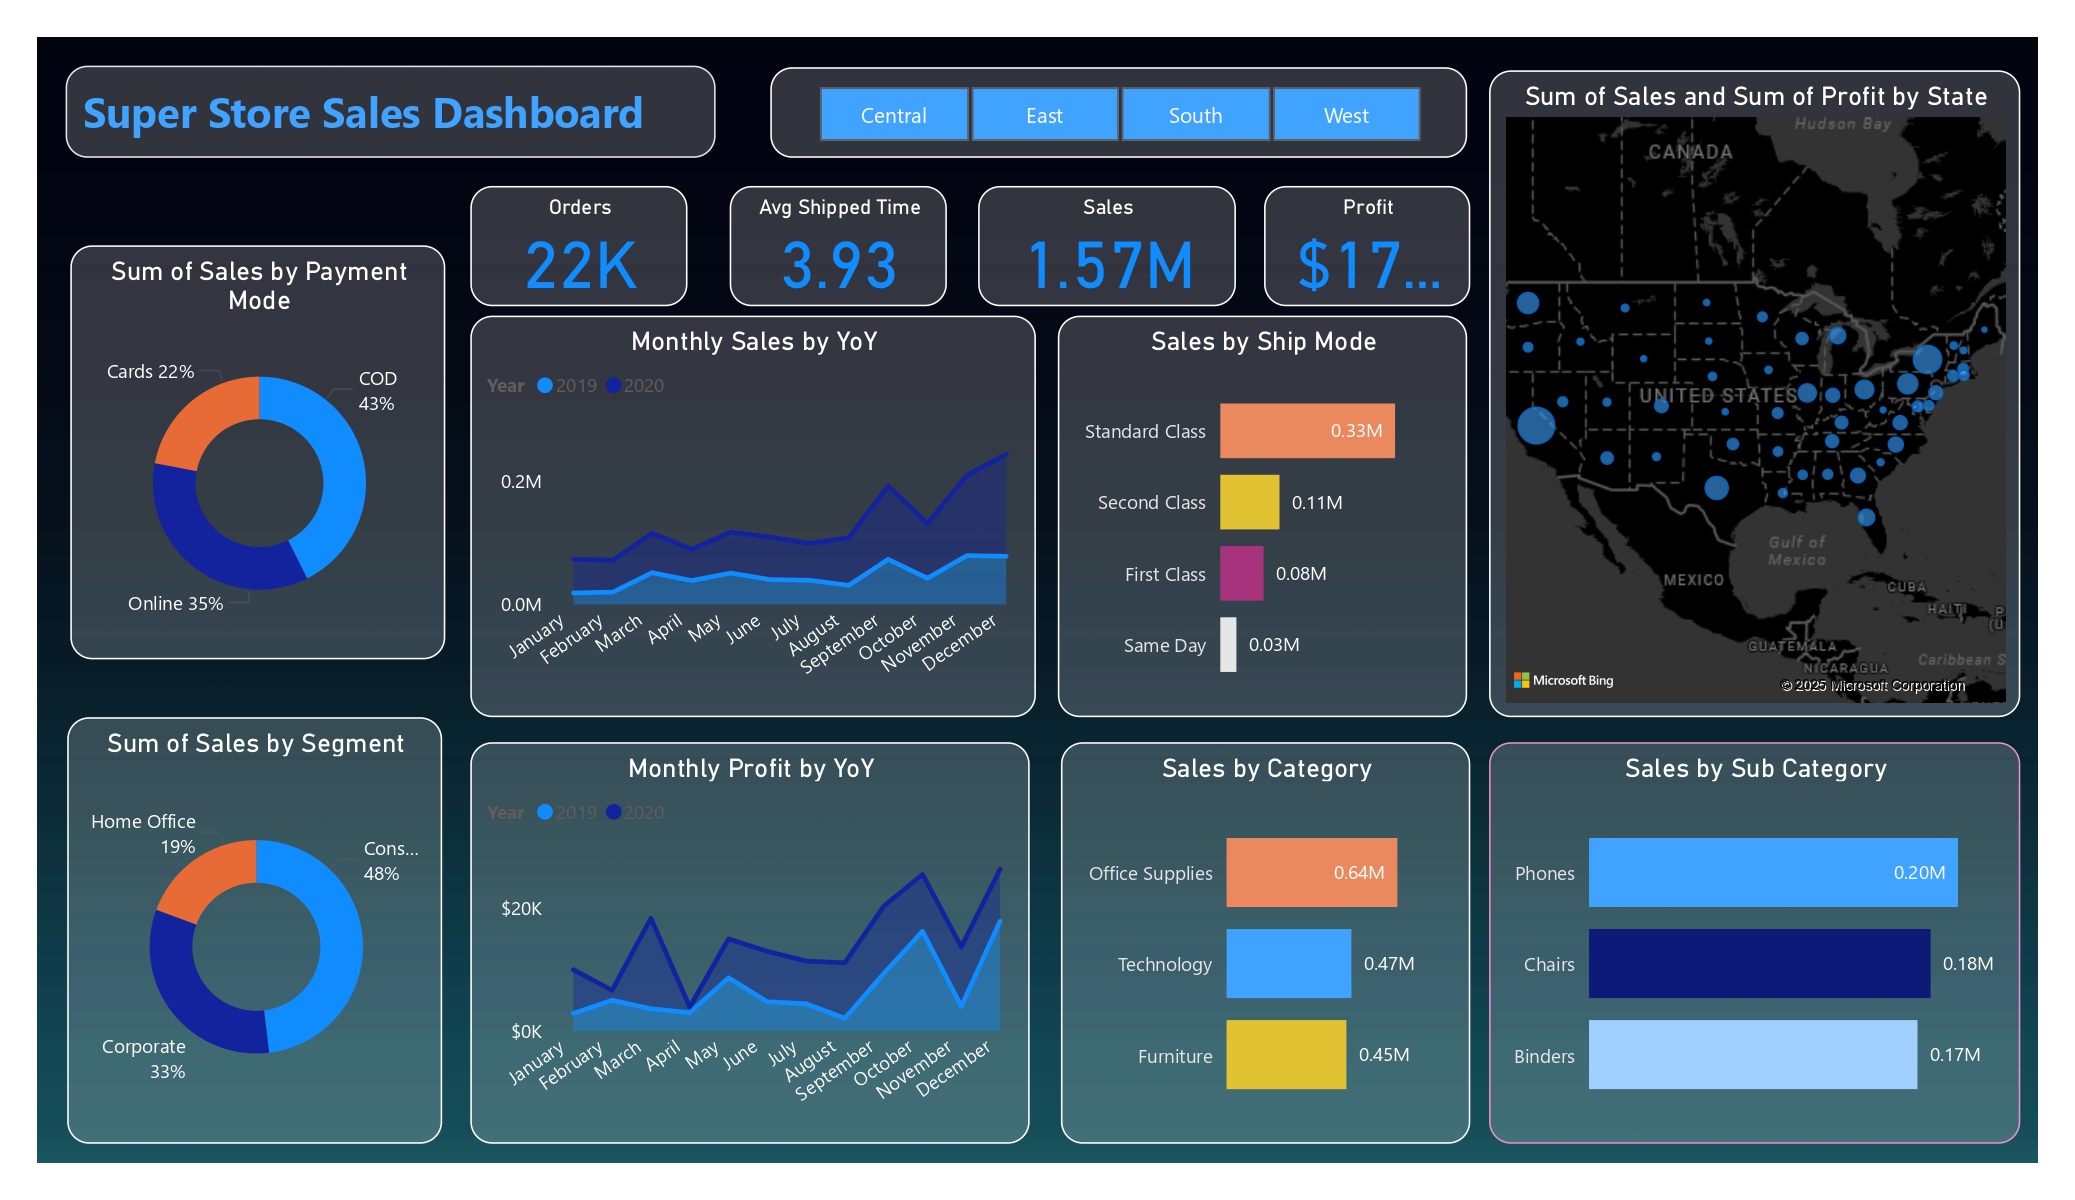 Super Store Sales Dashboard
Central
East
South
West
Sum of Sales and Sum of Profit by State
Hudson Bay
CANADA
UNITED STATES
Gulf of
Mexico
MEXICO
CUBA
HAITI
P
(U
GUATEMALA
NICARAGUA
Caribbean S
Microsoft Bing
© 2025 Microsoft Corporation
Orders
22K
Avg Shipped Time
3.93
Sales
1.57M
Profit
$17...
Sum of Sales by Payment
Mode
Cards 22%
COD
43%
Online 35%
Monthly Sales by YoY
Year 2019 2020
0.2M
0.0M
January
February
March
April
May
June
July
August
September
October
November
December
Sales by Ship Mode
Standard Class 0.33M
Second Class 0.11M
First Class 0.08M
Same Day 0.03M
Sum of Sales by Segment
Home Office
19%
Cons...
48%
Corporate
33%
Monthly Profit by YoY
Year 2019 2020
$20K
$0K
January
February
March
April
May
June
July
August
September
October
November
December
Sales by Category
Office Supplies 0.64M
Technology 0.47M
Furniture 0.45M
Sales by Sub Category
Phones 0.20M
Chairs 0.18M
Binders 0.17M